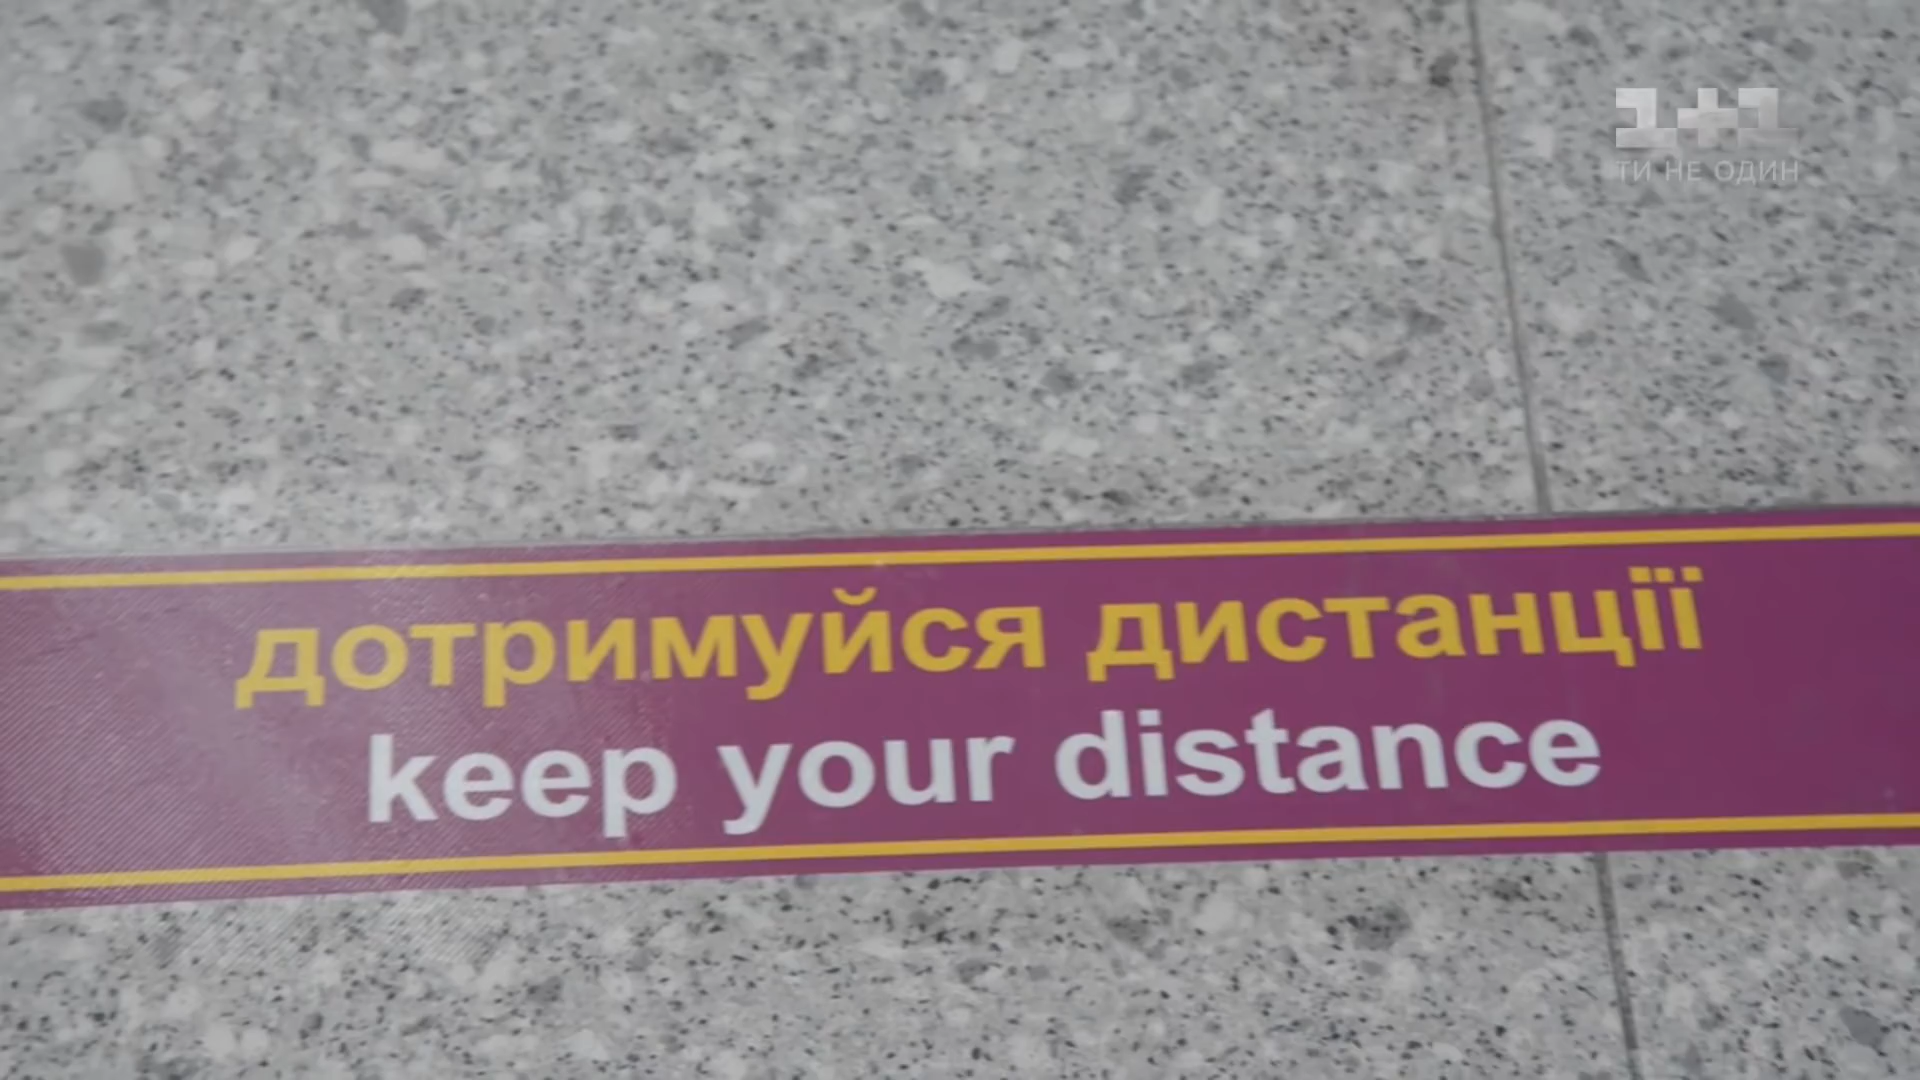 1+1
ТИ НЕ ОДИН
дотримуйся дистанції
keep your distance